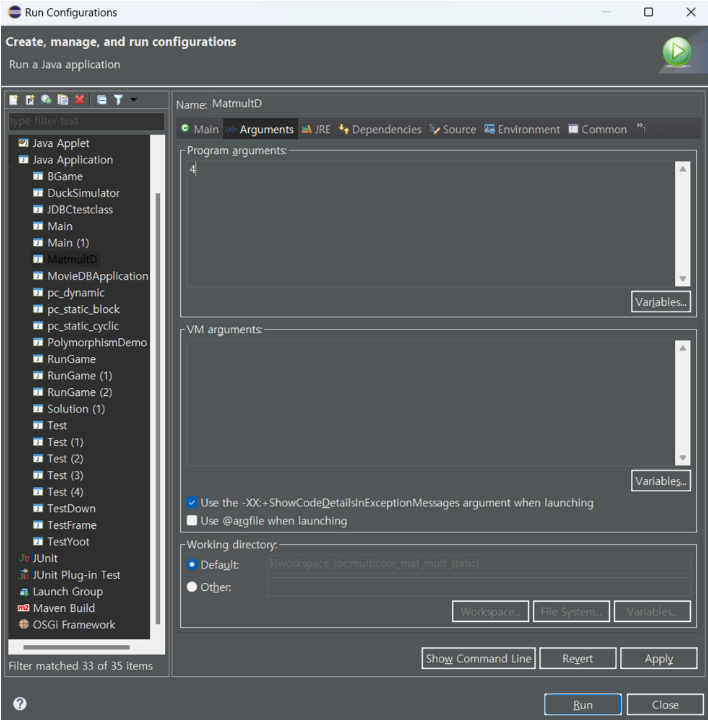 Run Configurations
Create, manage, and run configurations
Run a Java application
type filter text
Java Applet
Java Application
BGame
DuckSimulator
JDBCtestclass
Main
Main (1)
MatmultD
MovieDBApplication
pc_dynamic
pc_static_block
pc_static_cyclic
PolymorphismDemo
RunGame
RunGame (1)
RunGame (2)
Solution (1)
Test
Test (1)
Test (2)
Test (3)
Test (4)
TestDown
TestFrame
TestYoot
JUnit
JUnit Plug-in Test
Launch Group
Maven Build
OSGi Framework
Filter matched 33 of 35 items
Name: MatmultD
Main Arguments JRE Dependencies Source Environment Common
Program arguments:
4
Variables...
VM arguments:
Variables...
Use the -XX:+ShowCodeDetailsInExceptionMessages argument when launching
Use @argfile when launching
Working directory:
Default: ${workspace_loc:multicore_mat_mult_static}
Other:
Workspace... File System... Variables...
Show Command Line Revert Apply
Run Close